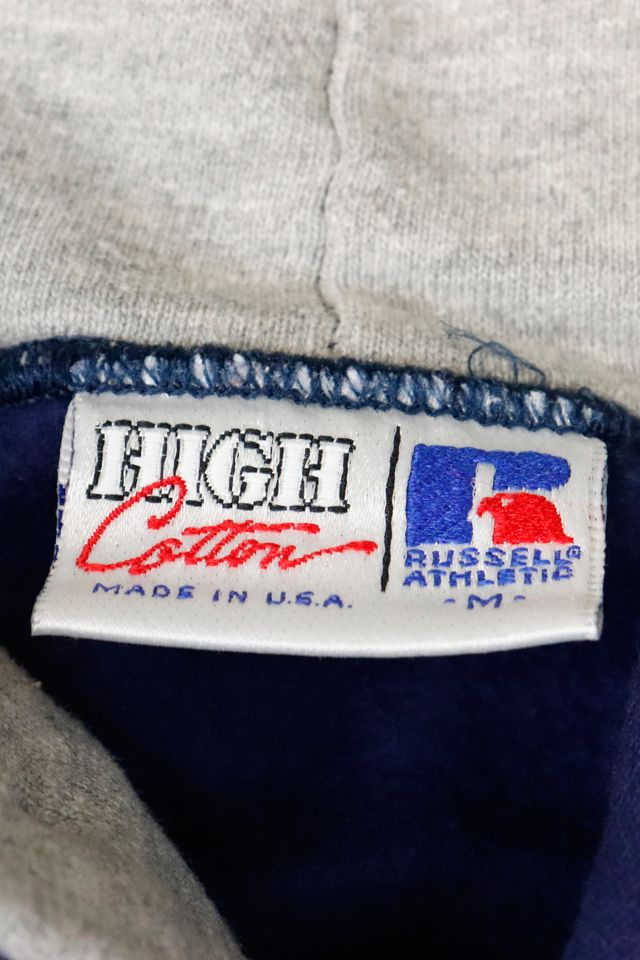 HIGH
Cotton
MADE IN U.S.A.
RUSSELL®
ATHLETIC
-M-